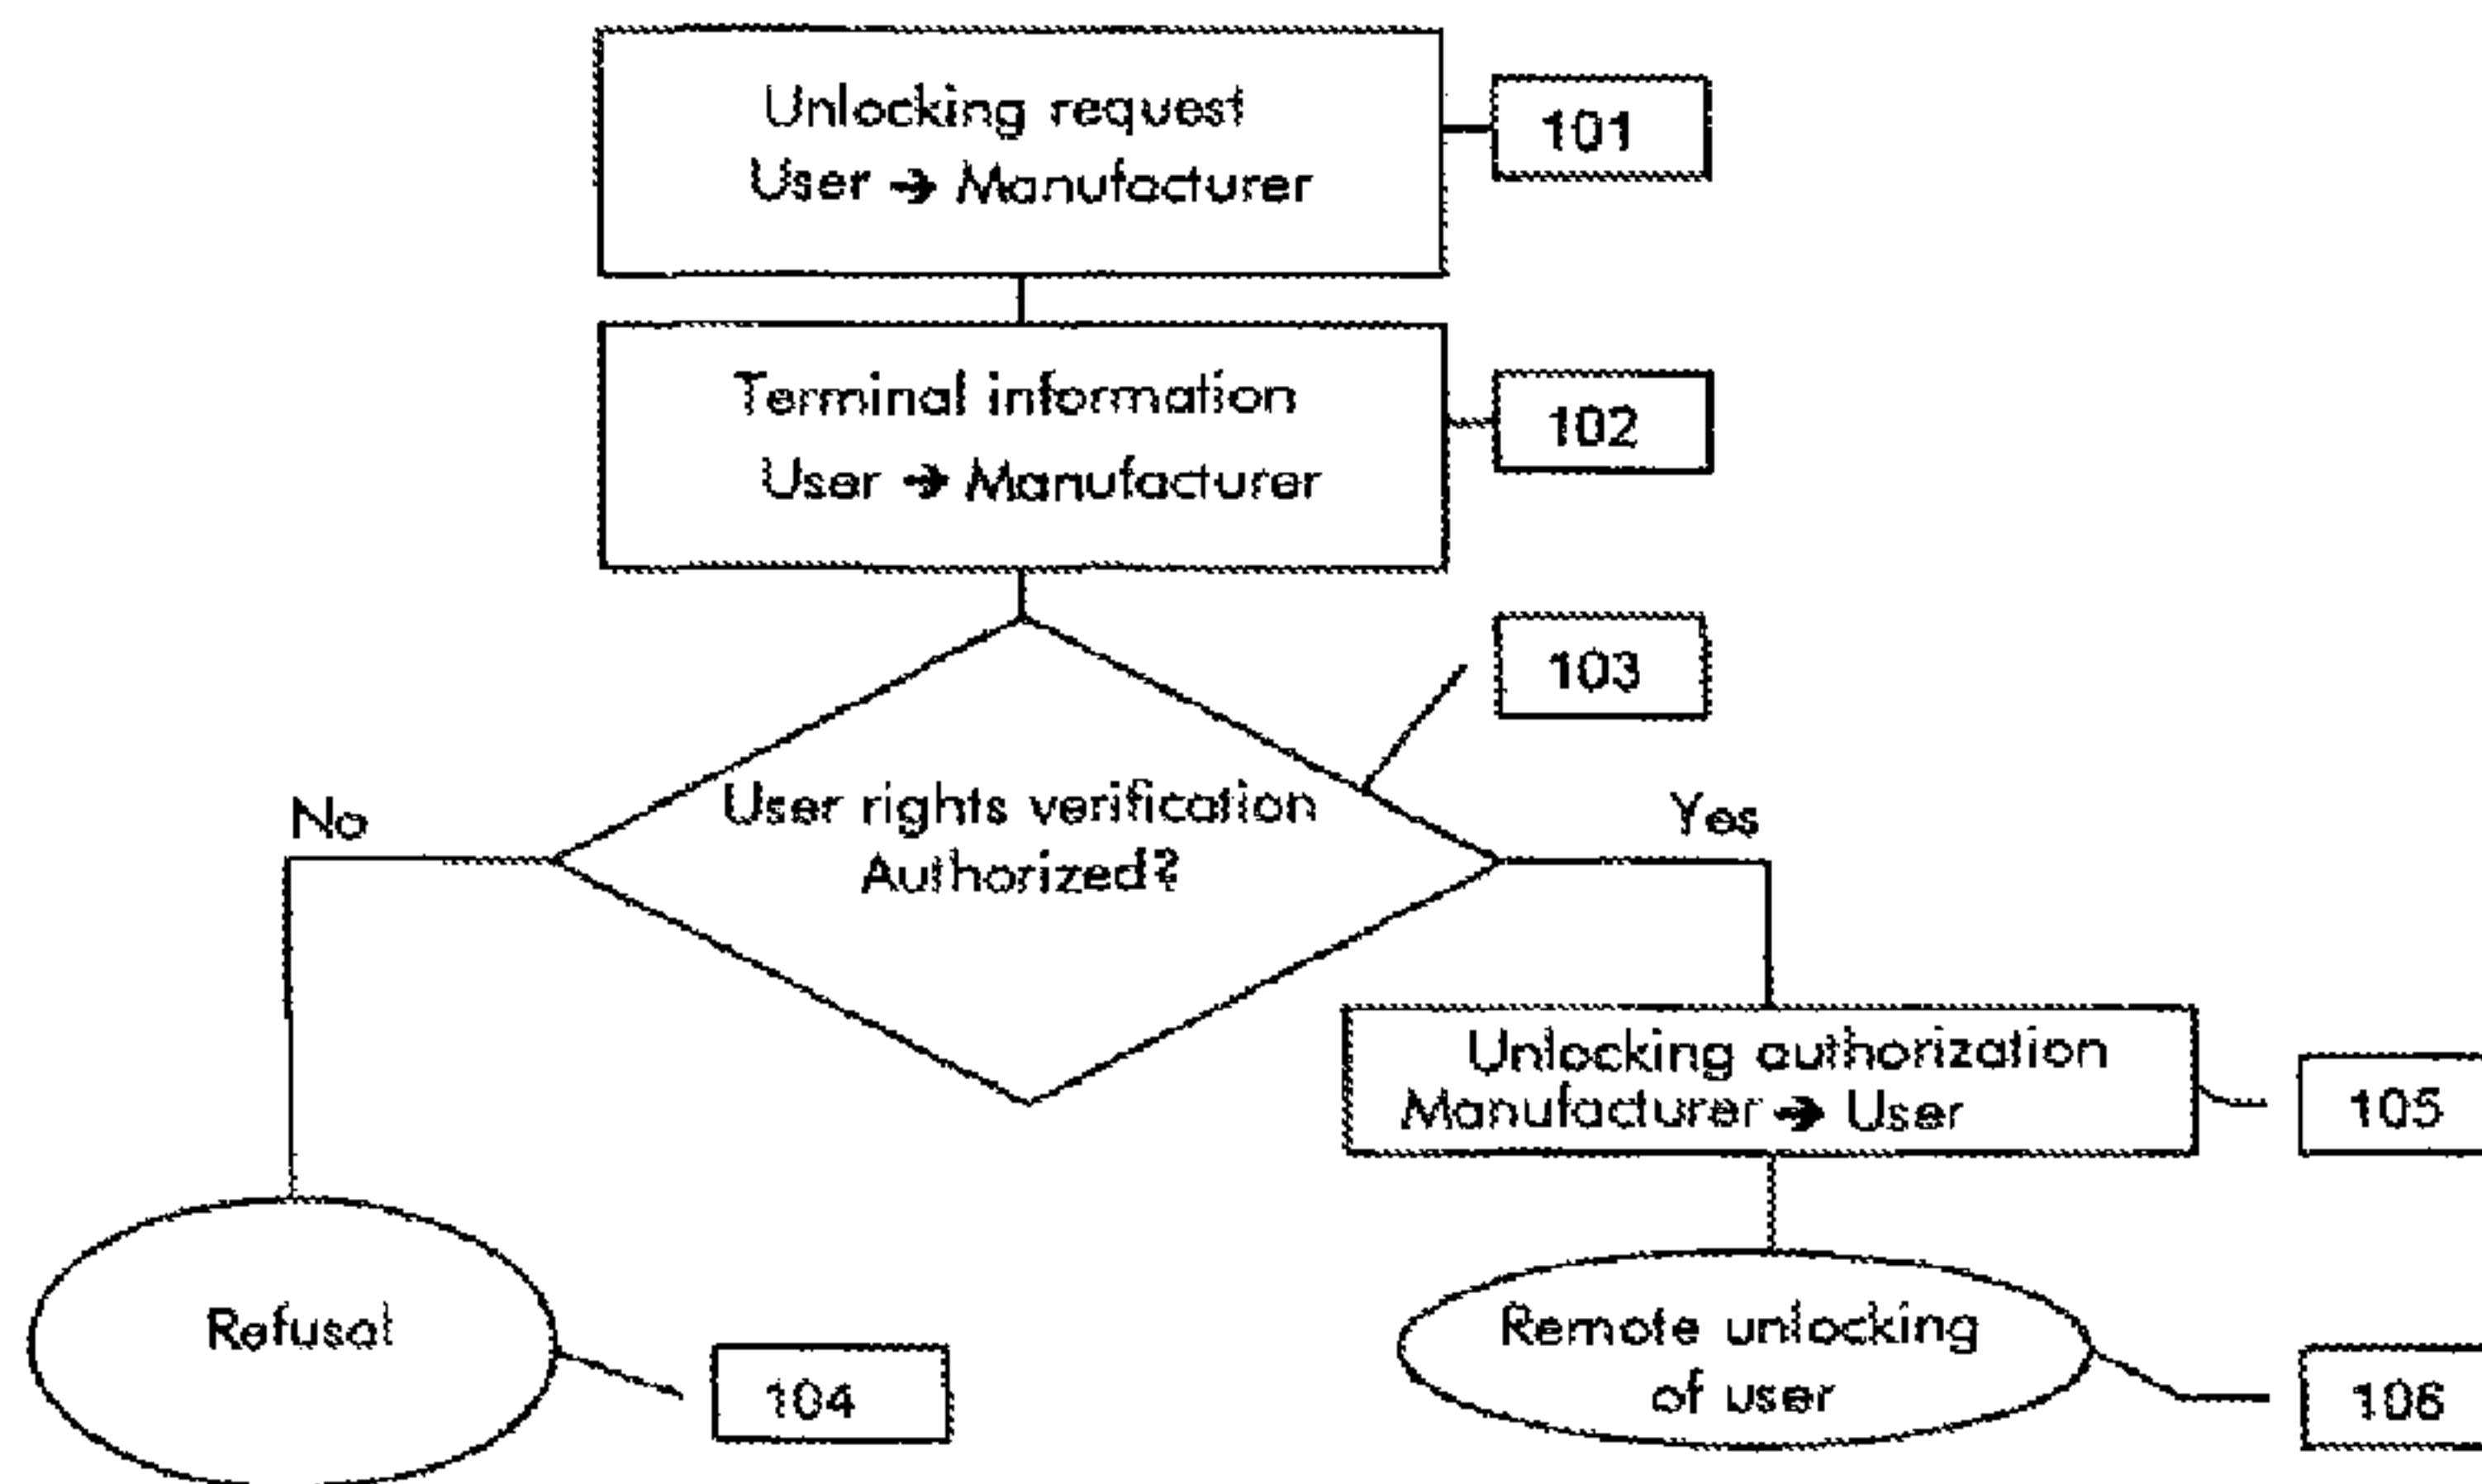 Unlocking request
User → Manufacturer
101
Terminal information
User → Manufacturer
102
103
User rights verification
Authorized?
No
Yes
Unlocking authorization
Manufacturer → User
105
Refusal
104
Remote unlocking
of user
106